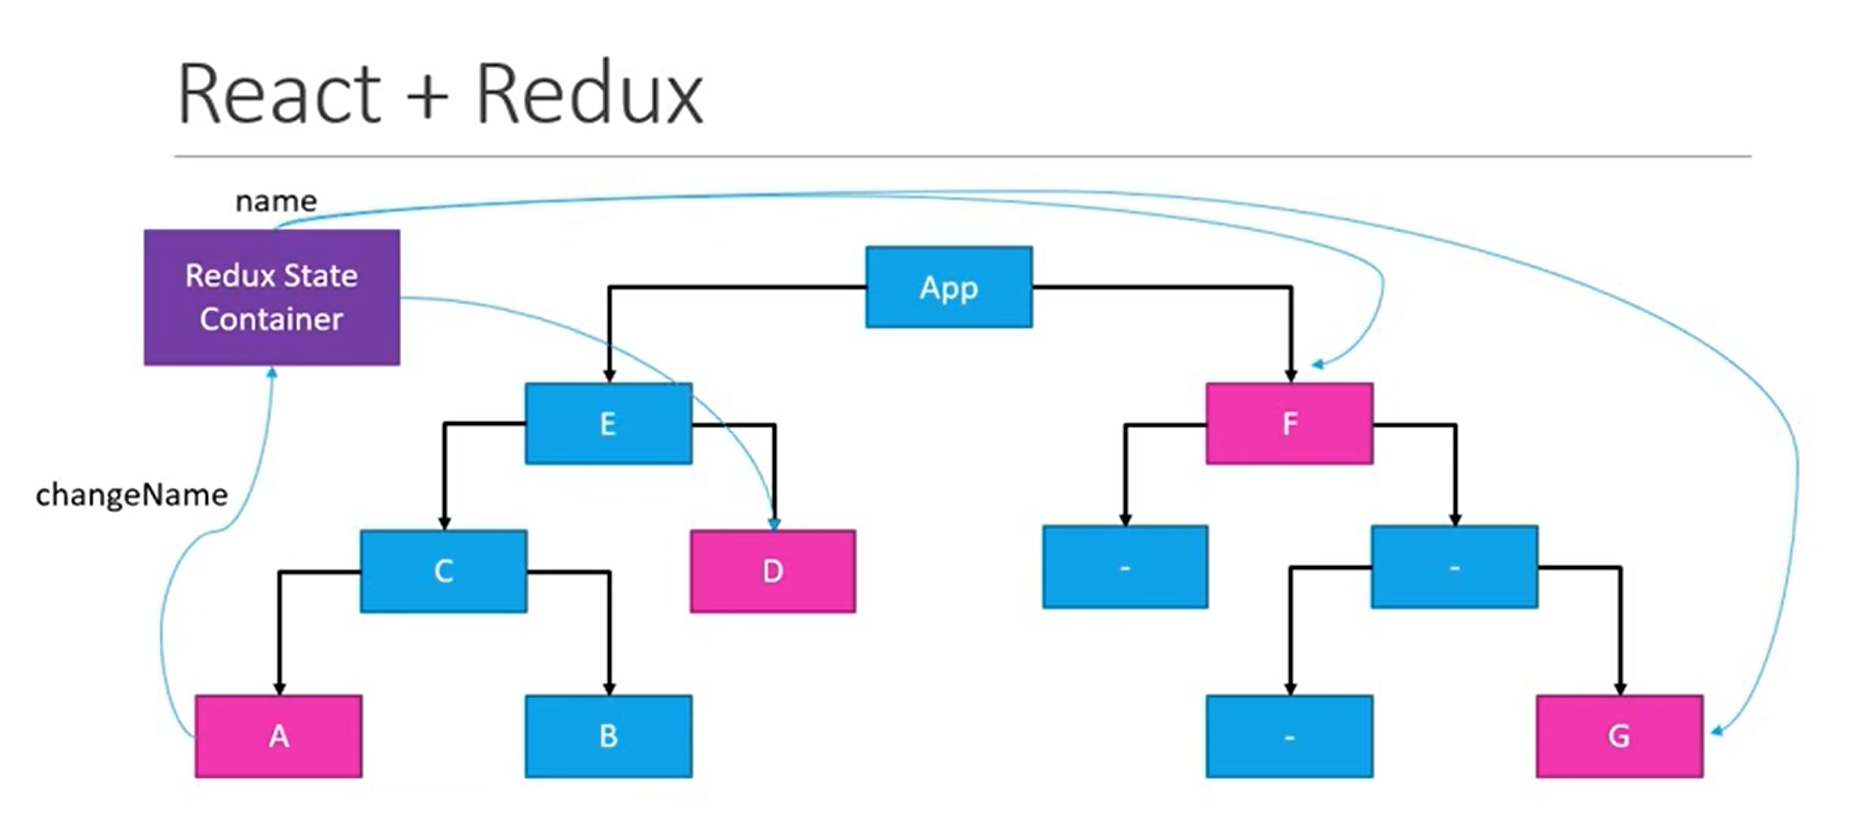 React + Redux
name
Redux State
Container
App
E
F
changeName
C
D
-
-
A
B
-
G